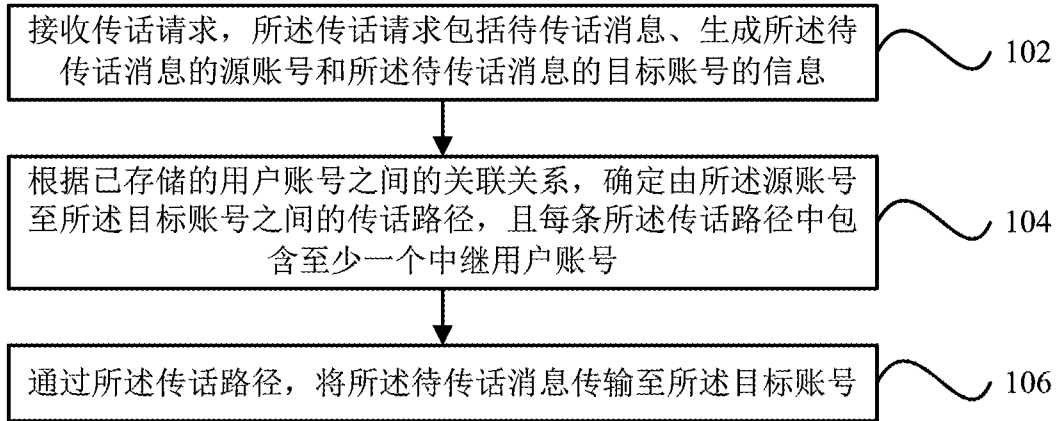 接收传话请求，所述传话请求包括待传话消息、生成所述待
传话消息的源账号和所述待传话消息的目标账号的信息
102
根据已存储的用户账号之间的关联关系，确定由所述源账号
至所述目标账号之间的传话路径，且每条所述传话路径中包
含至少一个中继用户账号
104
通过所述传话路径，将所述待传话消息传输至所述目标账号
106